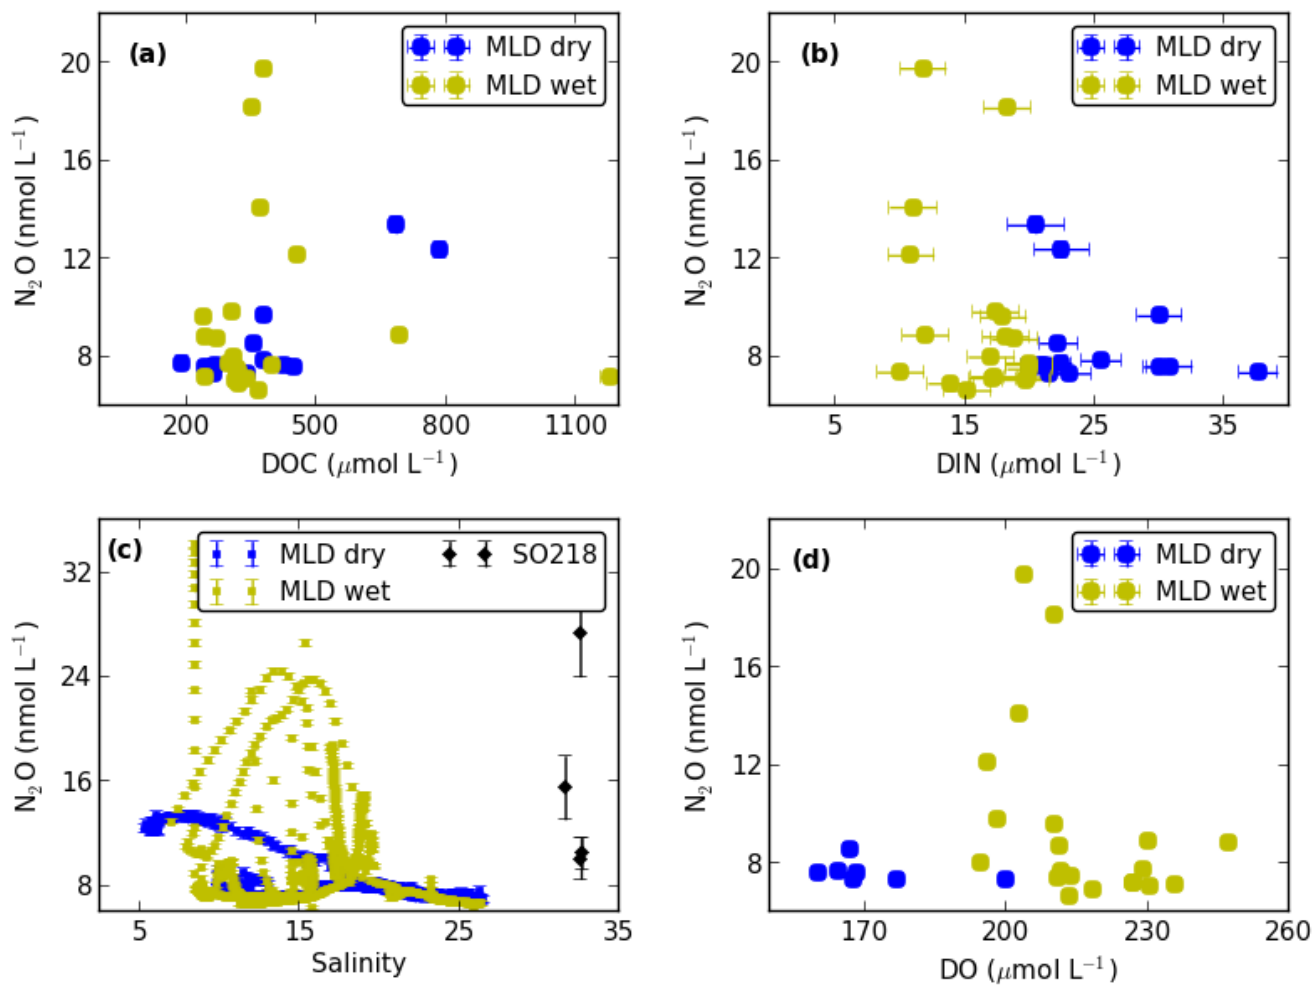 (a)
MLD dry
MLD wet
20
16
12
8
N₂O (nmol L⁻¹)
200 500 800 1100
DOC (μmol L⁻¹)
(b)
MLD dry
MLD wet
20
16
12
8
N₂O (nmol L⁻¹)
5 15 25 35
DIN (μmol L⁻¹)
(c)
MLD dry
MLD wet
SO218
32
24
16
8
N₂O (nmol L⁻¹)
5 15 25 35
Salinity
(d)
MLD dry
MLD wet
20
16
12
8
N₂O (nmol L⁻¹)
170 200 230 260
DO (μmol L⁻¹)